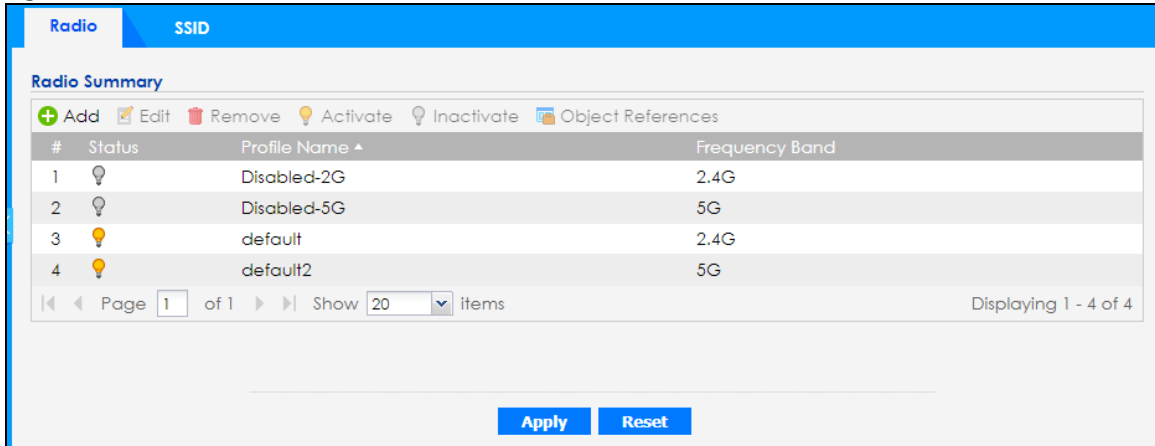 Radio SSID
Radio Summary
Add Edit Remove Activate Inactivate Object References
# Status Profile Name Frequency Band
1 Disabled-2G 2.4G
2 Disabled-5G 5G
3 default 2.4G
4 default2 5G
Page 1 of 1 Show 20 items Displaying 1 - 4 of 4
Apply Reset